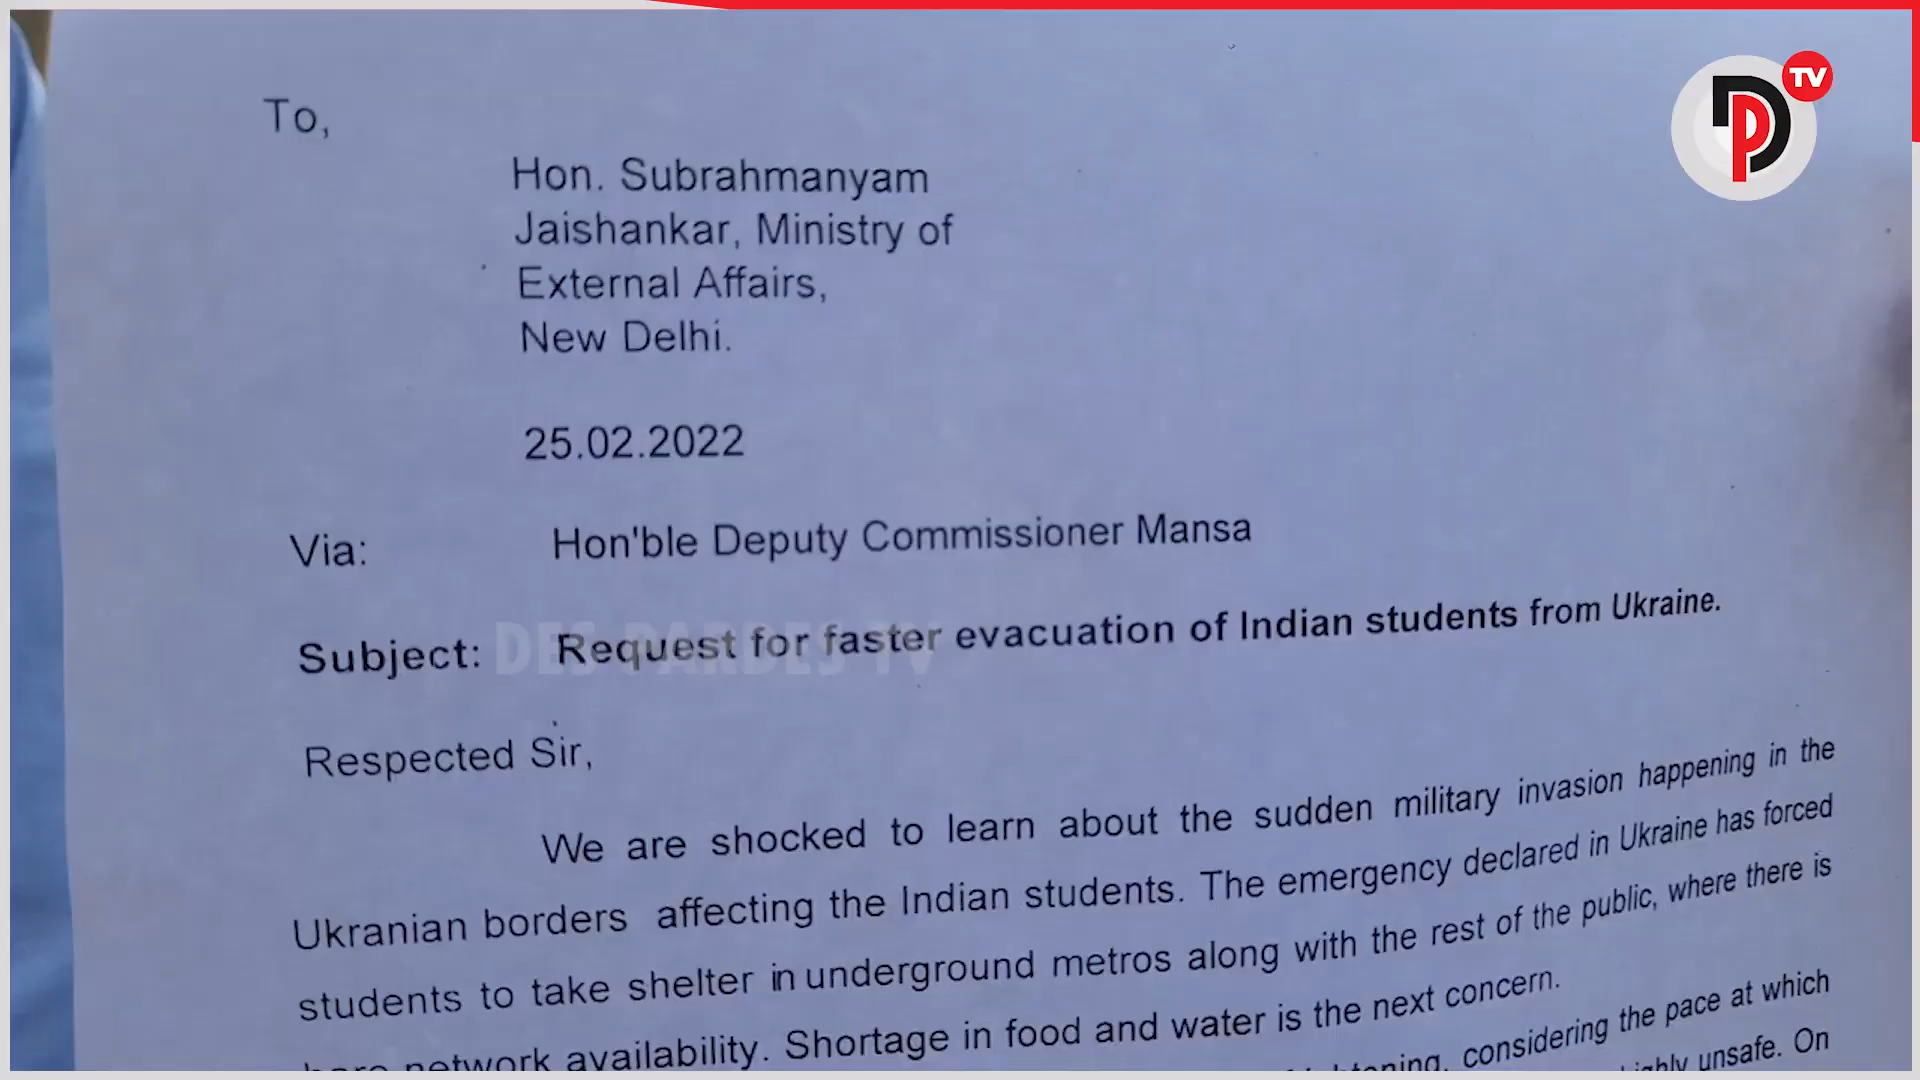 TV
To,
Hon. Subrahmanyam
Jaishankar, Ministry of
External Affairs,
New Delhi.
25.02.2022
Via: Hon'ble Deputy Commissioner Mansa
Subject: Request for faster evacuation of Indian students from Ukraine.
DES PARDES TV
Respected Sir,
We are shocked to learn about the sudden military invasion happening in the
Ukranian borders affecting the Indian students. The emergency declared in Ukraine has forced
students to take shelter in underground metros along with the rest of the public, where there is
network availability. Shortage in food and water is the next concern.
considering the pace at which
unsafe. On